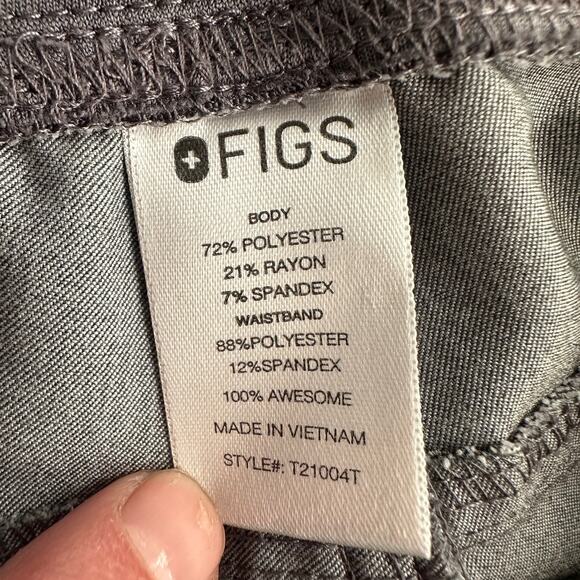 FIGS
BODY
72% POLYESTER
21% RAYON
7% SPANDEX
WAISTBAND
88%POLYESTER
12%SPANDEX
100% AWESOME
MADE IN VIETNAM
STYLE#: T21004T